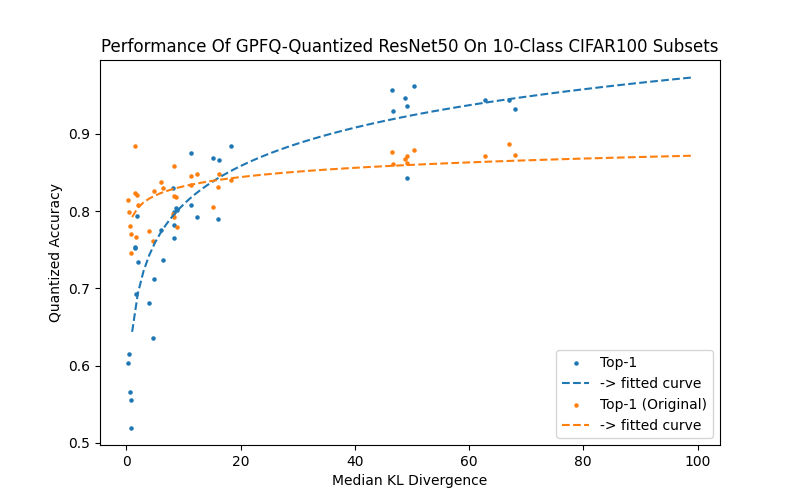 Performance Of GPFQ-Quantized ResNet50 On 10-Class CIFAR100 Subsets
Quantized Accuracy
0.9
0.8
0.7
0.6
0.5
0 20 40 60 80 100
Median KL Divergence
Top-1
-> fitted curve
Top-1 (Original)
-> fitted curve